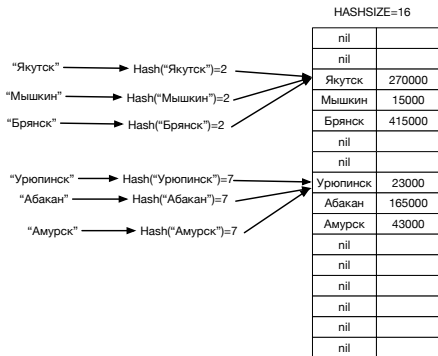 HASHSIZE=16
nil
nil
“Якутск” Hash(“Якутск”)=2 Якутск 270000
“Мышкин” Hash(“Мышкин”)=2 Мышкин 15000
“Брянск” Hash(“Брянск”)=2 Брянск 415000
nil
nil
“Урюпинск” Hash(“Урюпинск”)=7 Урюпинск 23000
“Абакан” Hash(“Абакан”)=7 Абакан 165000
“Амурск” Hash(“Амурск”)=7 Амурск 43000
nil
nil
nil
nil
nil
nil